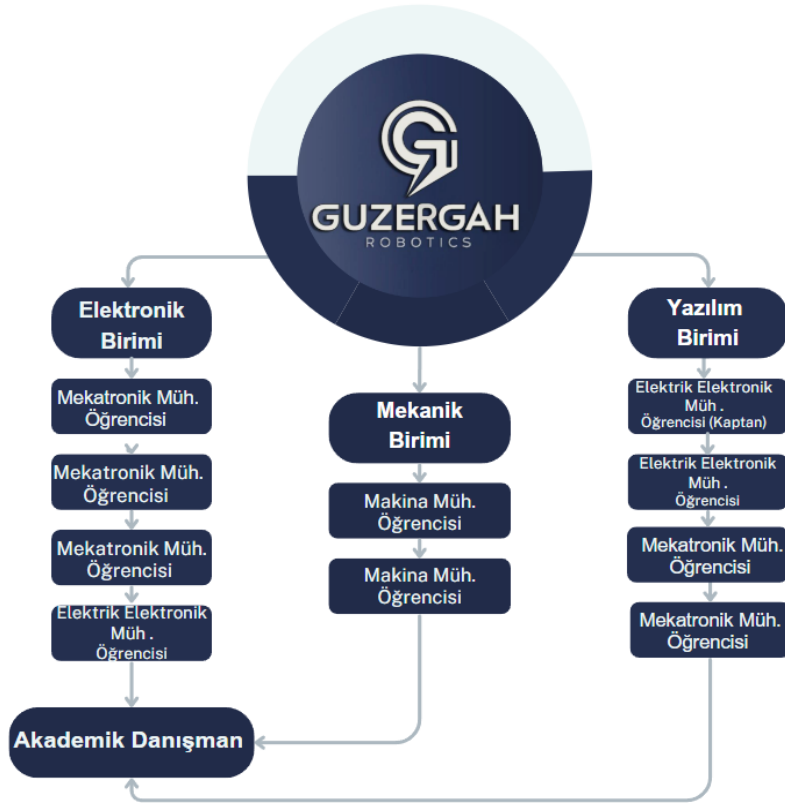 GUZERGAH
ROBOTICS
Elektronik
Birimi
Mekatronik Müh.
Öğrencisi
Mekatronik Müh.
Öğrencisi
Mekatronik Müh.
Öğrencisi
Elektrik Elektronik
Müh .
Öğrencisi
Mekanik
Birimi
Makina Müh.
Öğrencisi
Makina Müh.
Öğrencisi
Yazılım
Birimi
Elektrik Elektronik
Müh .
Öğrencisi (Kaptan)
Elektrik Elektronik
Müh .
Öğrencisi
Mekatronik Müh.
Öğrencisi
Mekatronik Müh.
Öğrencisi
Akademik Danışman